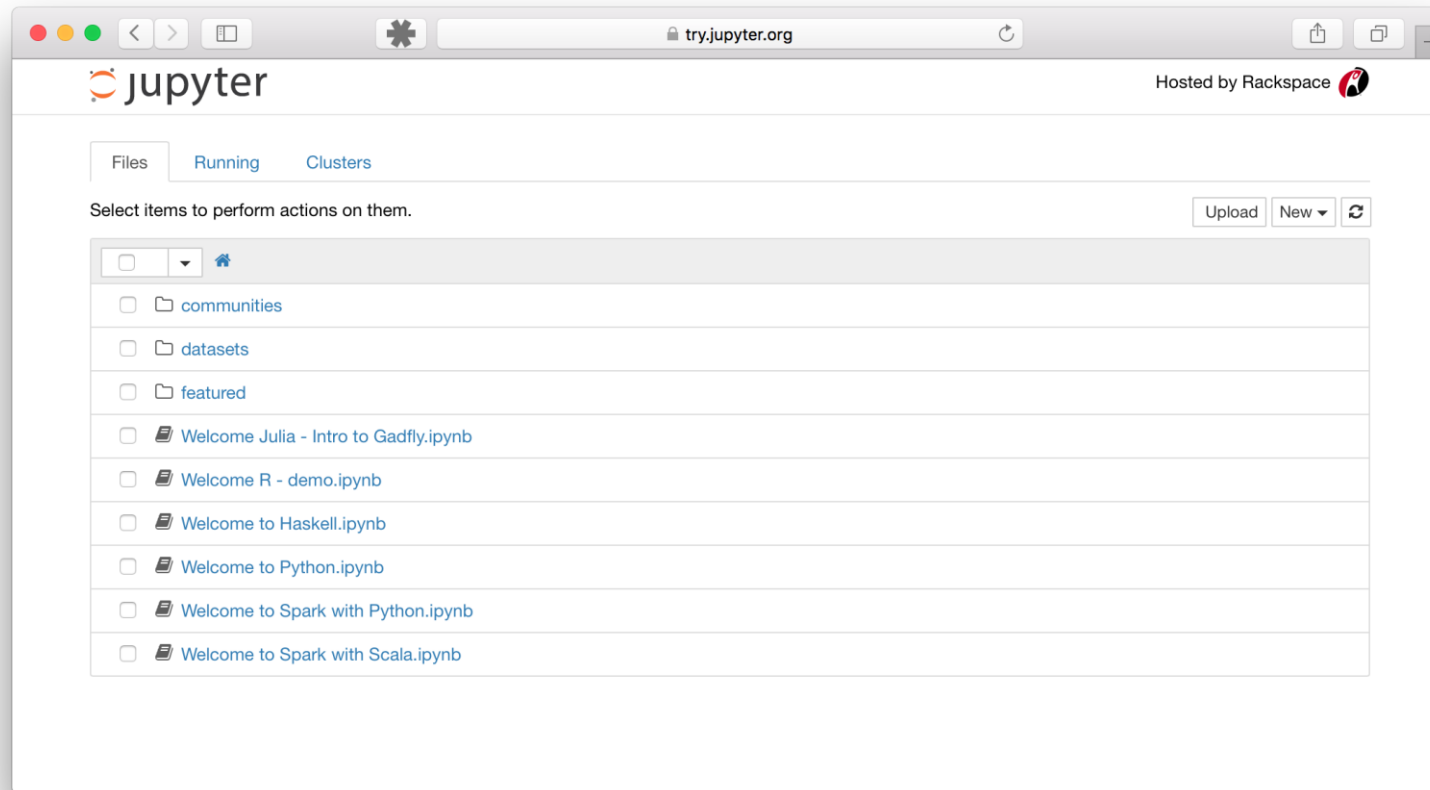 try.jupyter.org
jupyter
Hosted by Rackspace
Files Running Clusters
Select items to perform actions on them.
Upload New
communities
datasets
featured
Welcome Julia - Intro to Gadfly.ipynb
Welcome R - demo.ipynb
Welcome to Haskell.ipynb
Welcome to Python.ipynb
Welcome to Spark with Python.ipynb
Welcome to Spark with Scala.ipynb